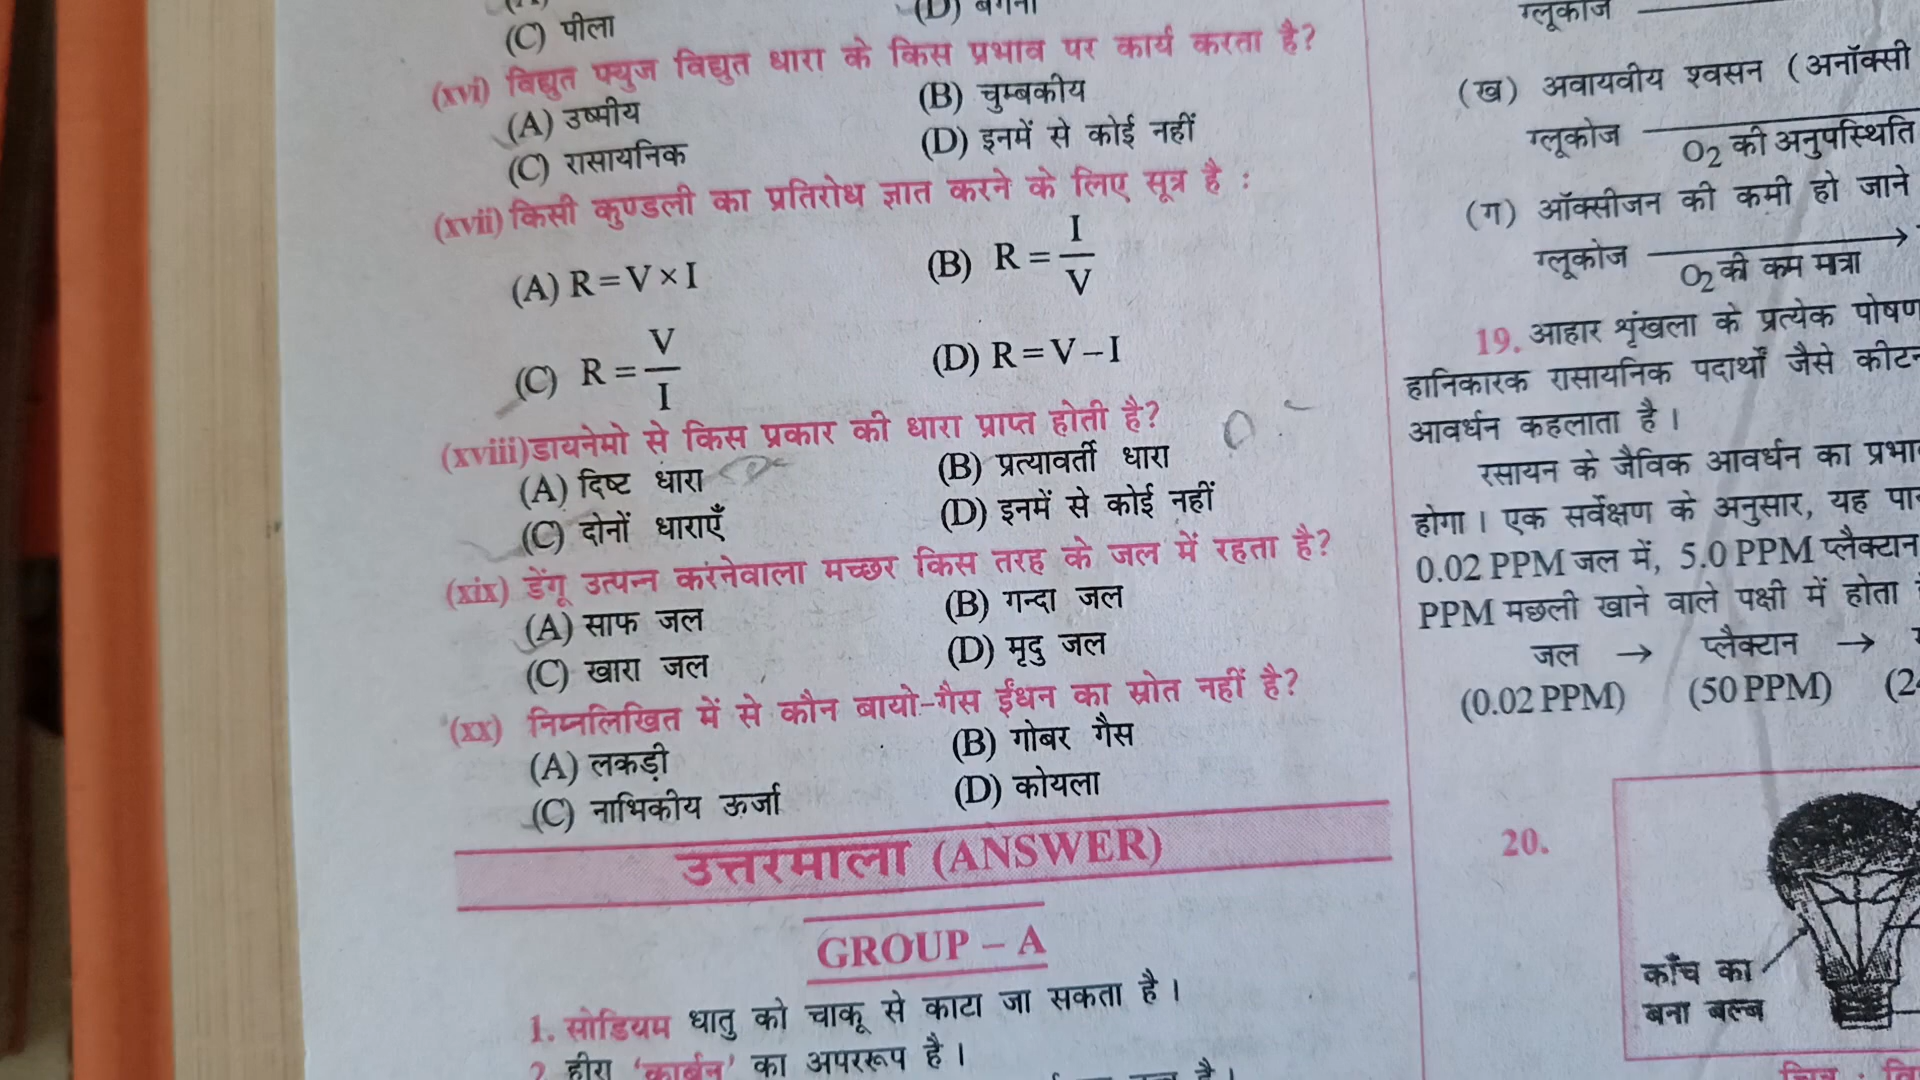 (C) पीला
(xvi) विद्युत फ्युज विद्युत धारा के किस प्रभाव पर कार्य करता है?
(A) उष्मीय (B) चुम्बकीय
(C) रासायनिक (D) इनमें से कोई नहीं
(xvii) किसी कुण्डली का प्रतिरोध ज्ञात करने के लिए सूत्र है :
(A) R = V × I (B) R = I/V
(C) R = V/I (D) R = V – I
(xviii) डायनेमो से किस प्रकार की धारा प्राप्त होती है?
(A) दिष्ट धारा (B) प्रत्यावर्ती धारा
(C) दोनों धाराएँ (D) इनमें से कोई नहीं
(xix) डेंगू उत्पन्न करनेवाला मच्छर किस तरह के जल में रहता है?
(A) साफ जल (B) गन्दा जल
(C) खारा जल (D) मृदु जल
(xx) निम्नलिखित में से कौन बायो-गैस ईंधन का स्रोत नहीं है?
(A) लकड़ी (B) गोबर गैस
(C) नाभिकीय ऊर्जा (D) कोयला
उत्तरमाला (ANSWER)
GROUP – A
1. सोडियम धातु को चाकू से काटा जा सकता है।
2. हीरा 'कार्बन' का अपररूप है।
ग्लूकोज
(ख) अवायवीय श्वसन (अनॉक्सी
ग्लूकोज O2 की अनुपस्थिति
(ग) ऑक्सीजन की कमी हो जाने
ग्लूकोज → O2 की कम मात्रा
19. आहार शृंखला के प्रत्येक पोषण
हानिकारक रासायनिक पदार्थों जैसे कीटन
आवर्धन कहलाता है।
रसायन के जैविक आवर्धन का प्रभा
होगा। एक सर्वेक्षण के अनुसार, यह पा
0.02 PPM जल में, 5.0 PPM प्लैक्टान
PPM मछली खाने वाले पक्षी में होता
जल → प्लैक्टान →
(0.02 PPM) (50 PPM) (2
20.
काँच का
बना बल्ब